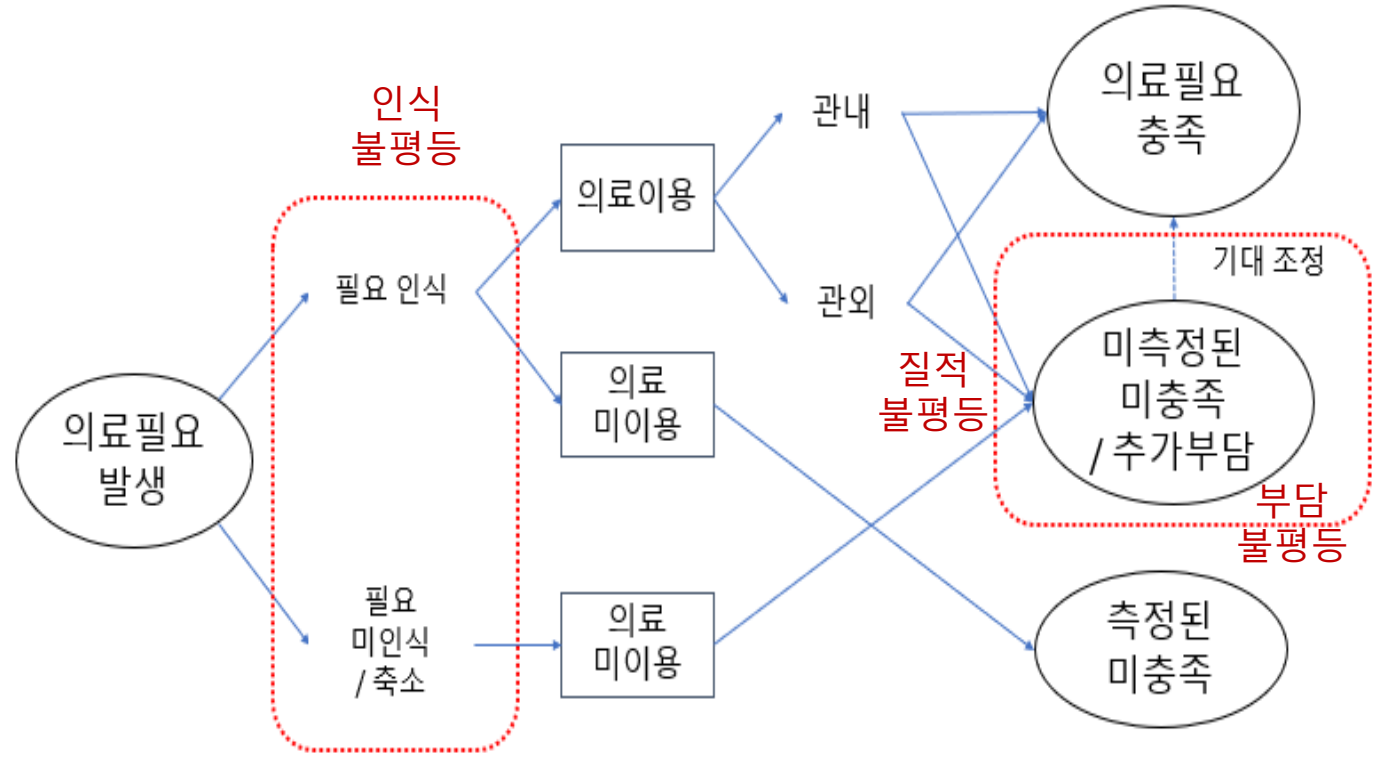 의료필요
발생
인식
불평등
필요 인식
필요
미인식
/ 축소
의료이용
의료
미이용
의료
미이용
관내
관외
질적
불평등
의료필요
충족
기대 조정
미측정된
미충족
/ 추가부담
부담
불평등
측정된
미충족